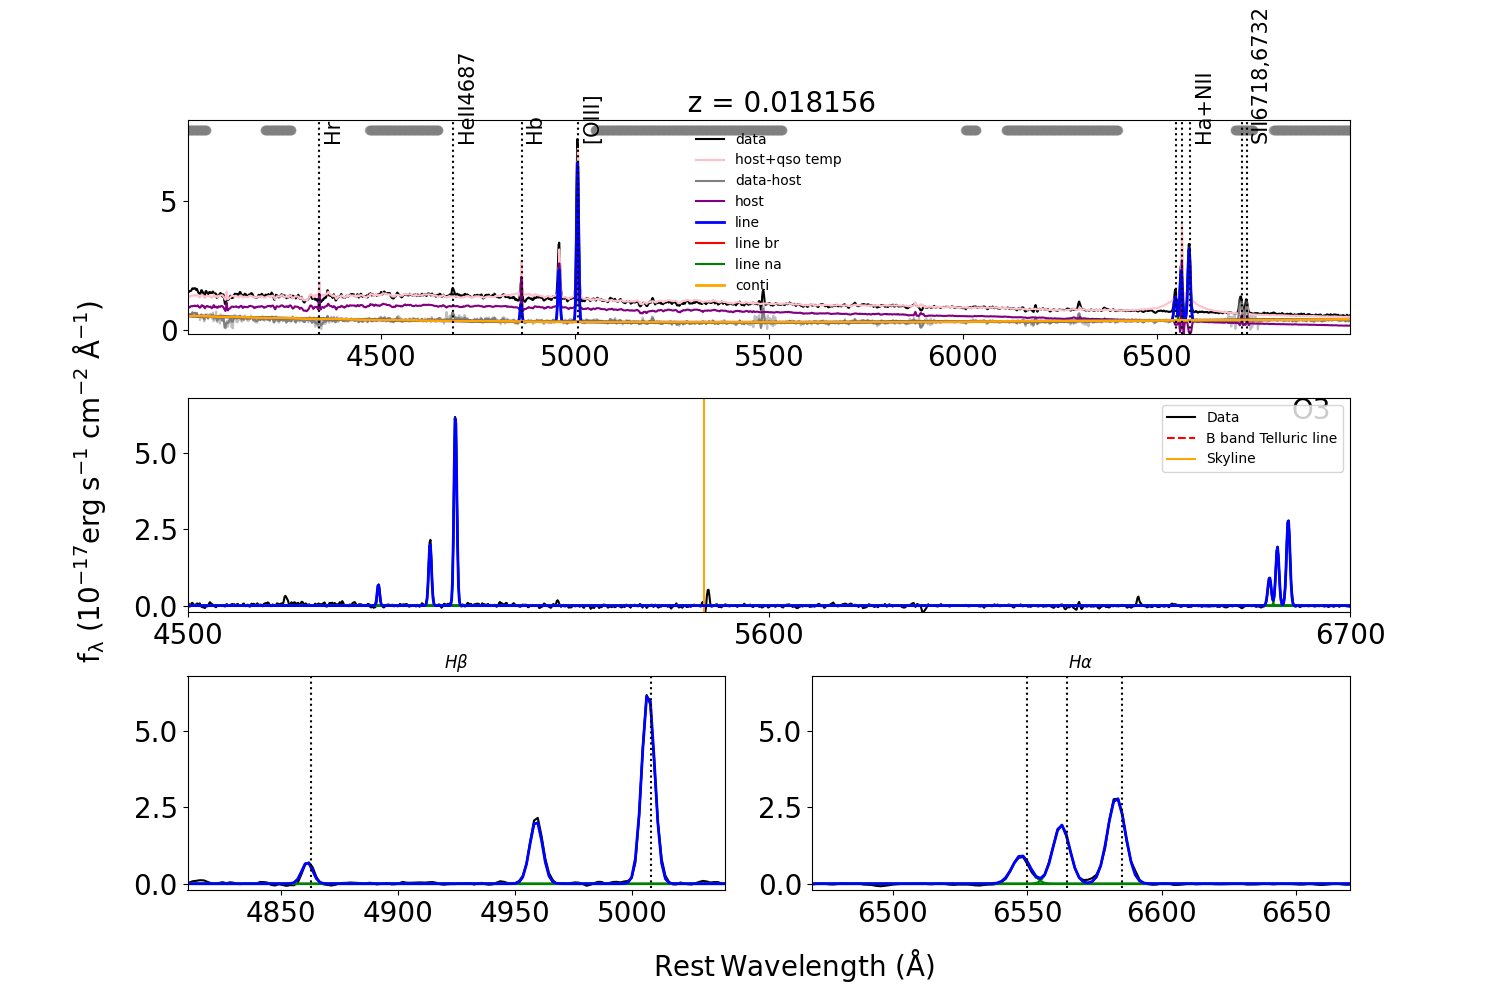 z = 0.018156
Hr
HeII4687
Hb
[OIII]
Ha+NII
SII6718,6732
data
host+qso temp
data-host
host
line
line br
line na
conti
5
0
4500
5000
5500
6000
6500
fλ (10−17erg s−1 cm−2 Å−1)
O3
Data
B band Telluric line
Skyline
5.0
2.5
0.0
4500
5600
6700
Hβ
5.0
2.5
0.0
4850
4900
4950
5000
Hα
5.0
2.5
0.0
6500
6550
6600
6650
Rest Wavelength (Å)